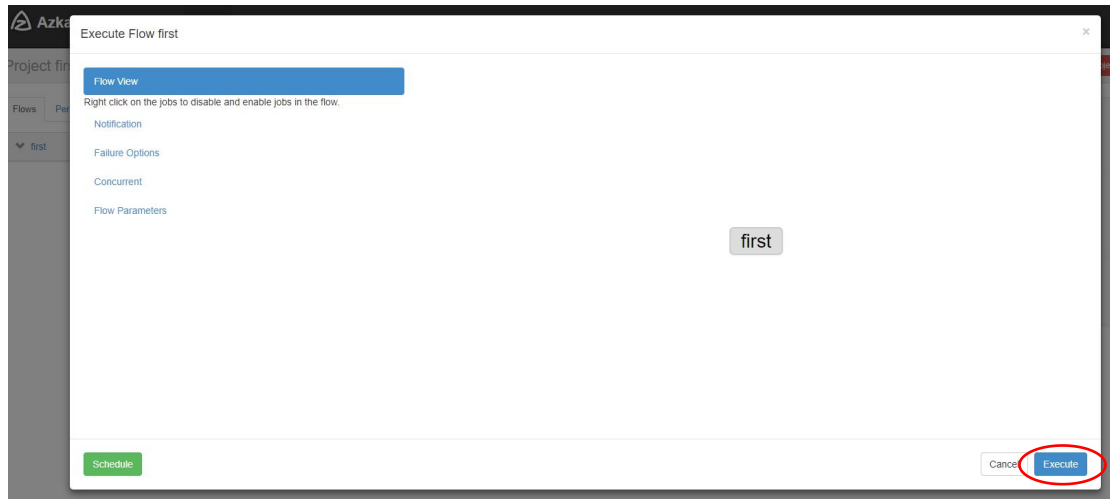 Azka
Execute Flow first
×
Project fir
Flow View
Right click on the jobs to disable and enable jobs in the flow.
Flows
Per
Notification
first
Failure Options
Concurrent
Flow Parameters
first
Schedule
Cancel
Execute